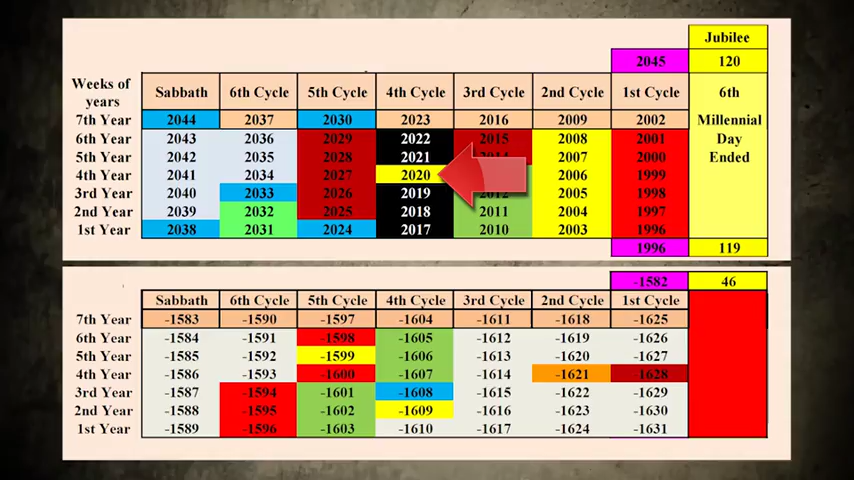 Jubilee
2045 120
Weeks of years Sabbath 6th Cycle 5th Cycle 4th Cycle 3rd Cycle 2nd Cycle 1st Cycle 6th
7th Year 2044 2037 2030 2023 2016 2009 2002 Millennial
6th Year 2043 2036 2029 2022 2015 2008 2001 Day
5th Year 2042 2035 2028 2021 2007 2000 Ended
4th Year 2041 2034 2027 2020 2006 1999
3rd Year 2040 2033 2026 2019 2012 2005 1998
2nd Year 2039 2032 2025 2018 2011 2004 1997
1st Year 2038 2031 2024 2017 2010 2003 1996
1996 119
-1582 46
Sabbath 6th Cycle 5th Cycle 4th Cycle 3rd Cycle 2nd Cycle 1st Cycle
7th Year -1583 -1590 -1597 -1604 -1611 -1618 -1625
6th Year -1584 -1591 -1598 -1605 -1612 -1619 -1626
5th Year -1585 -1592 -1599 -1606 -1613 -1620 -1627
4th Year -1586 -1593 -1600 -1607 -1614 -1621 -1628
3rd Year -1587 -1594 -1601 -1608 -1615 -1622 -1629
2nd Year -1588 -1595 -1602 -1609 -1616 -1623 -1630
1st Year -1589 -1596 -1603 -1610 -1617 -1624 -1631